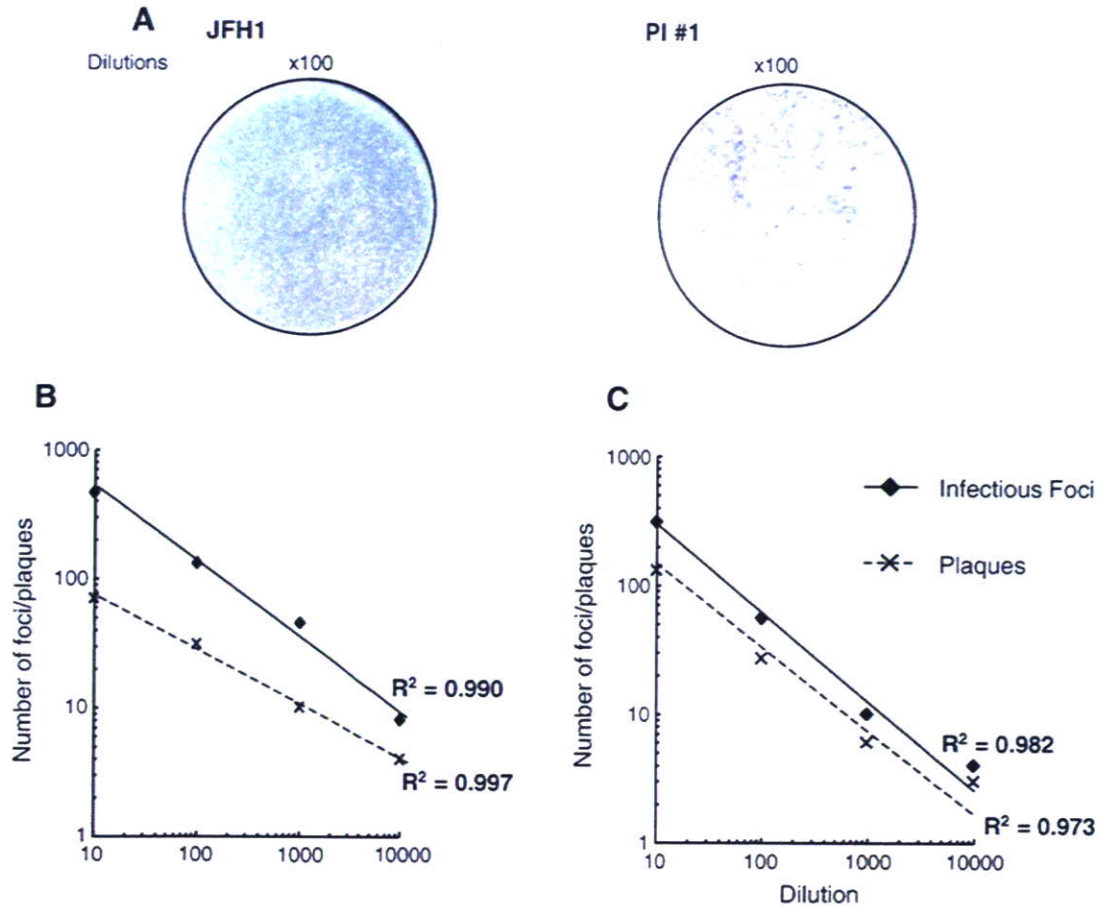 A
JFH1
PI #1
Dilutions
x100
x100
B
C
1000
100
10
1
Number of foci/plaques
10
100
1000
10000
R² = 0.990
R² = 0.997
1000
100
10
1
Number of foci/plaques
10
100
1000
10000
Dilution
Infectious Foci
Plaques
R² = 0.982
R² = 0.973